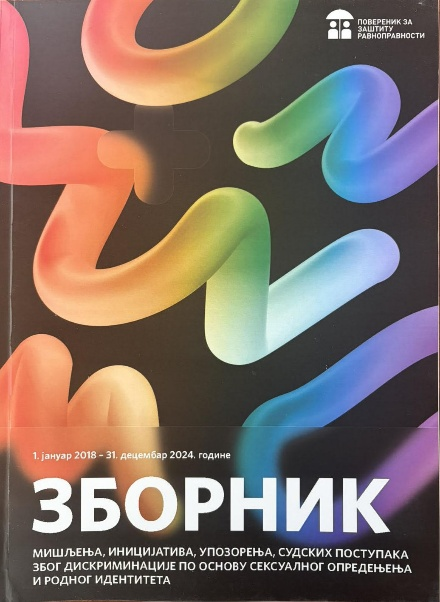 ПОВЕРЕНИК ЗА
ЗАШТИТУ
РАВНОПРАВНОСТИ
1. јануар 2018 – 31. децембар 2024. године
ЗБОРНИК
МИШЉЕЊА, ИНИЦИЈАТИВА, УПОЗОРЕЊА, СУДСКИХ ПОСТУПАКА
ЗБОГ ДИСКРИМИНАЦИЈЕ ПО ОСНОВУ СЕКСУАЛНОГ ОПРЕДЕЊЕЊА
И РОДНОГ ИДЕНТИТЕТА